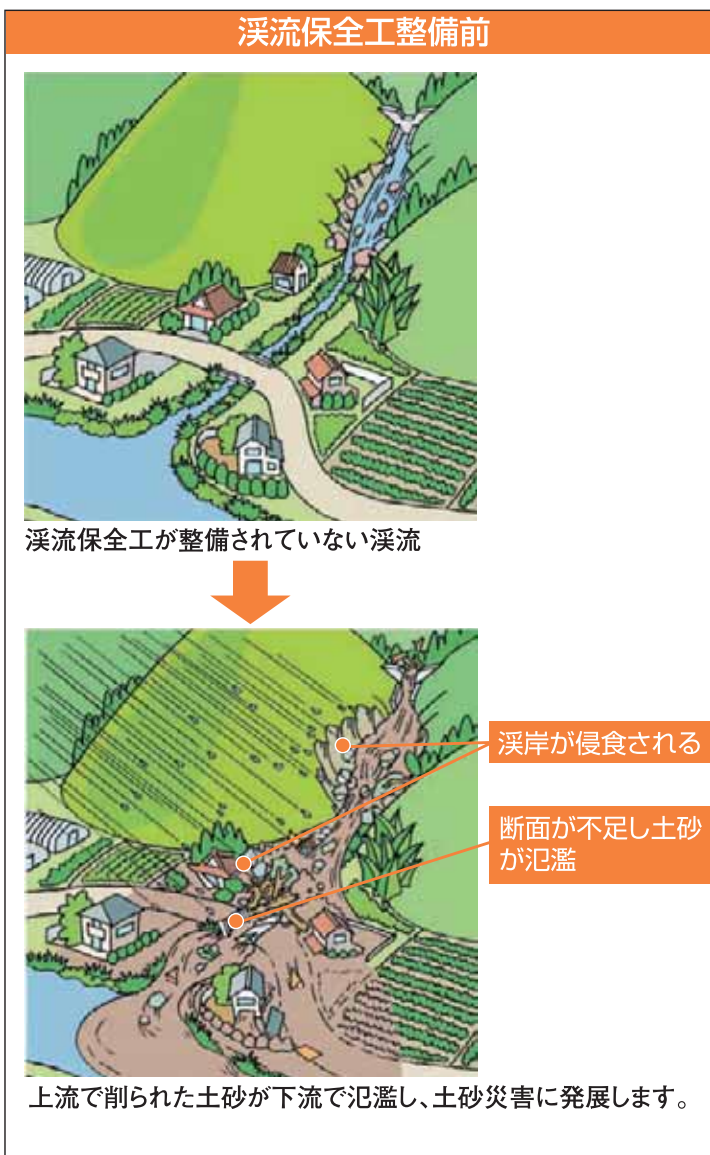 渓流保全工整備前
渓流保全工が整備されていない渓流
渓岸が侵食される
断面が不足し土砂
が氾濫
上流で削られた土砂が下流で氾濫し、土砂災害に発展します。